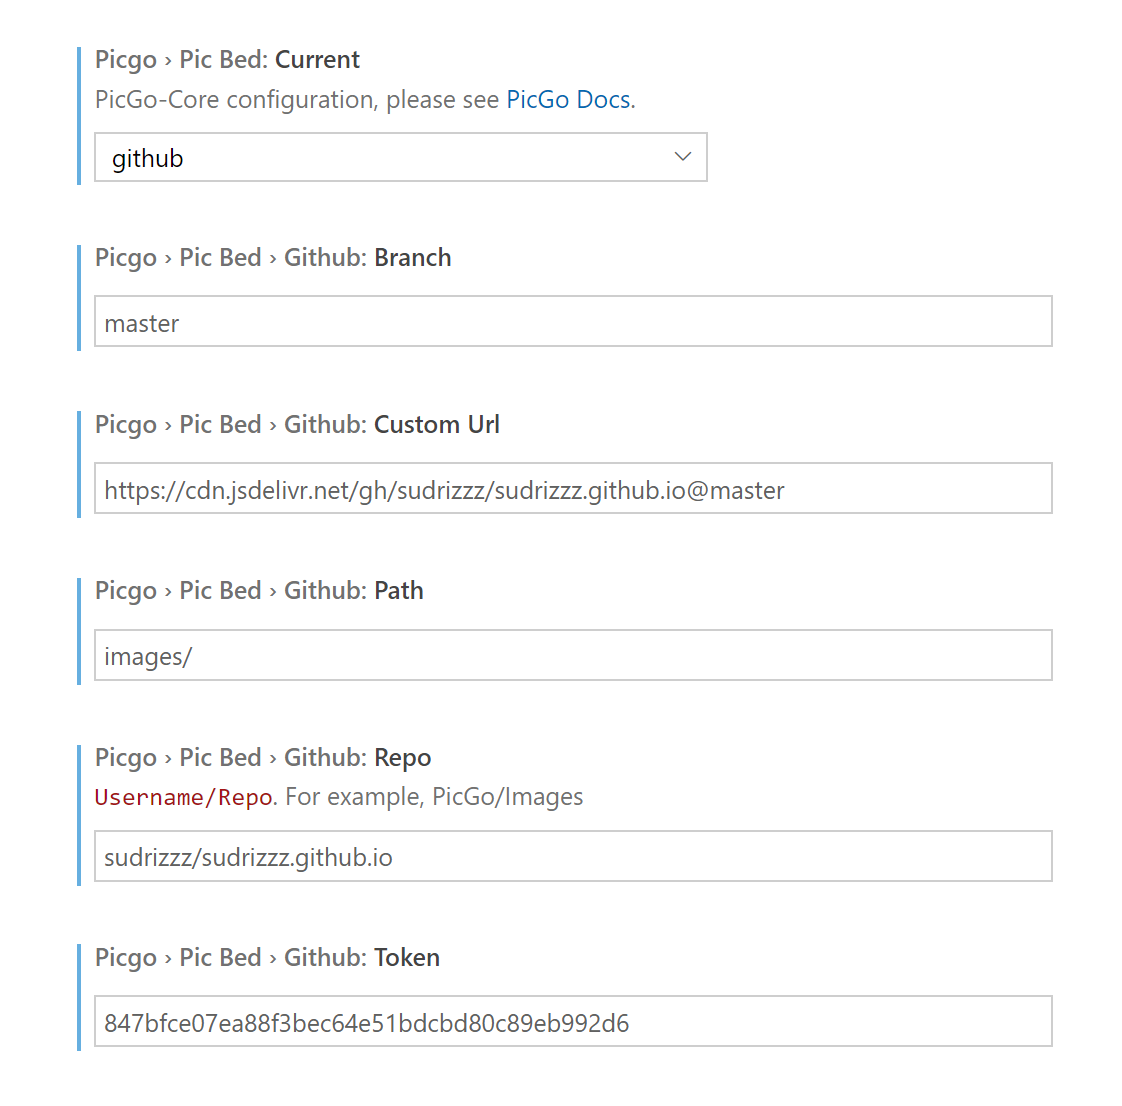 Picgo › Pic Bed: Current
PicGo-Core configuration, please see PicGo Docs.
github
Picgo › Pic Bed › Github: Branch
master
Picgo › Pic Bed › Github: Custom Url
https://cdn.jsdelivr.net/gh/sudrizzz/sudrizzz.github.io@master
Picgo › Pic Bed › Github: Path
images/
Picgo › Pic Bed › Github: Repo
Username/Repo. For example, PicGo/Images
sudrizzz/sudrizzz.github.io
Picgo › Pic Bed › Github: Token
847bfce07ea88f3bec64e51bdcbd80c89eb992d6